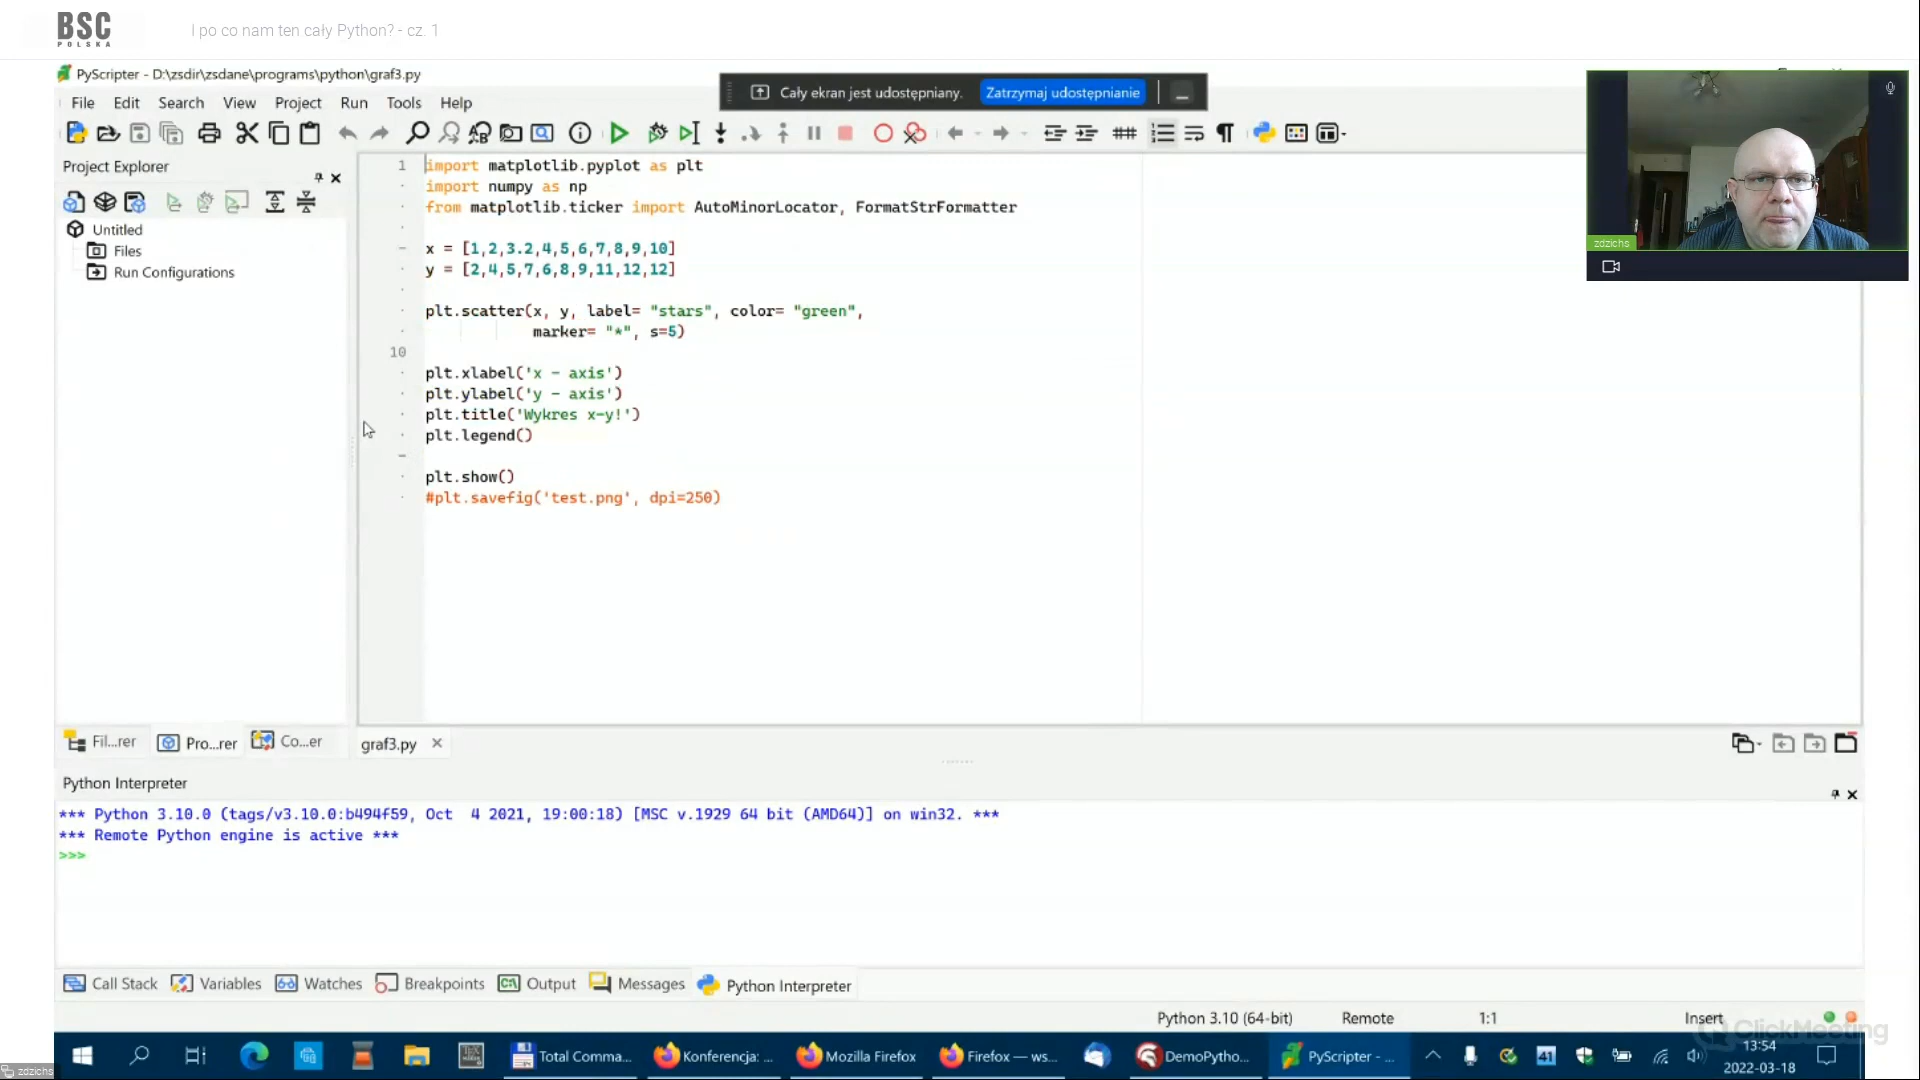 BSC
POLSKA
I po co nam ten cały Python? - cz. 1
PyScripter - D:\zsdir\zsdane\programs\python\graf3.py
Cały ekran jest udostępniany.
Zatrzymaj udostępnianie
File Edit Search View Project Run Tools Help
Project Explorer
Untitled
Files
Run Configurations
1
import matplotlib.pyplot as plt
import numpy as np
from matplotlib.ticker import AutoMinorLocator, FormatStrFormatter
x = [1,2,3.2,4,5,6,7,8,9,10]
y = [2,4,5,7,6,8,9,11,12,12]
plt.scatter(x, y, label= "stars", color= "green",
marker= "*", s=5)
10
plt.xlabel('x - axis')
plt.ylabel('y - axis')
plt.title('Wykres x-y!')
plt.legend()
plt.show()
#plt.savefig('test.png', dpi=250)
zdzichs
Fil...rer Pro...rer Co...er graf3.py
Python Interpreter
*** Python 3.10.0 (tags/v3.10.0:b494f59, Oct  4 2021, 19:00:18) [MSC v.1929 64 bit (AMD64)] on win32. ***
*** Remote Python engine is active ***
>>>
Call Stack Variables Watches Breakpoints Output Messages Python Interpreter
Python 3.10 (64-bit) Remote 1:1 Insert
ClickMeeting
Total Comma... Konferencja: ... Mozilla Firefox Firefox — ws... DemoPytho... PyScripter - ... 41 13:54
2022-03-18
zdzichs